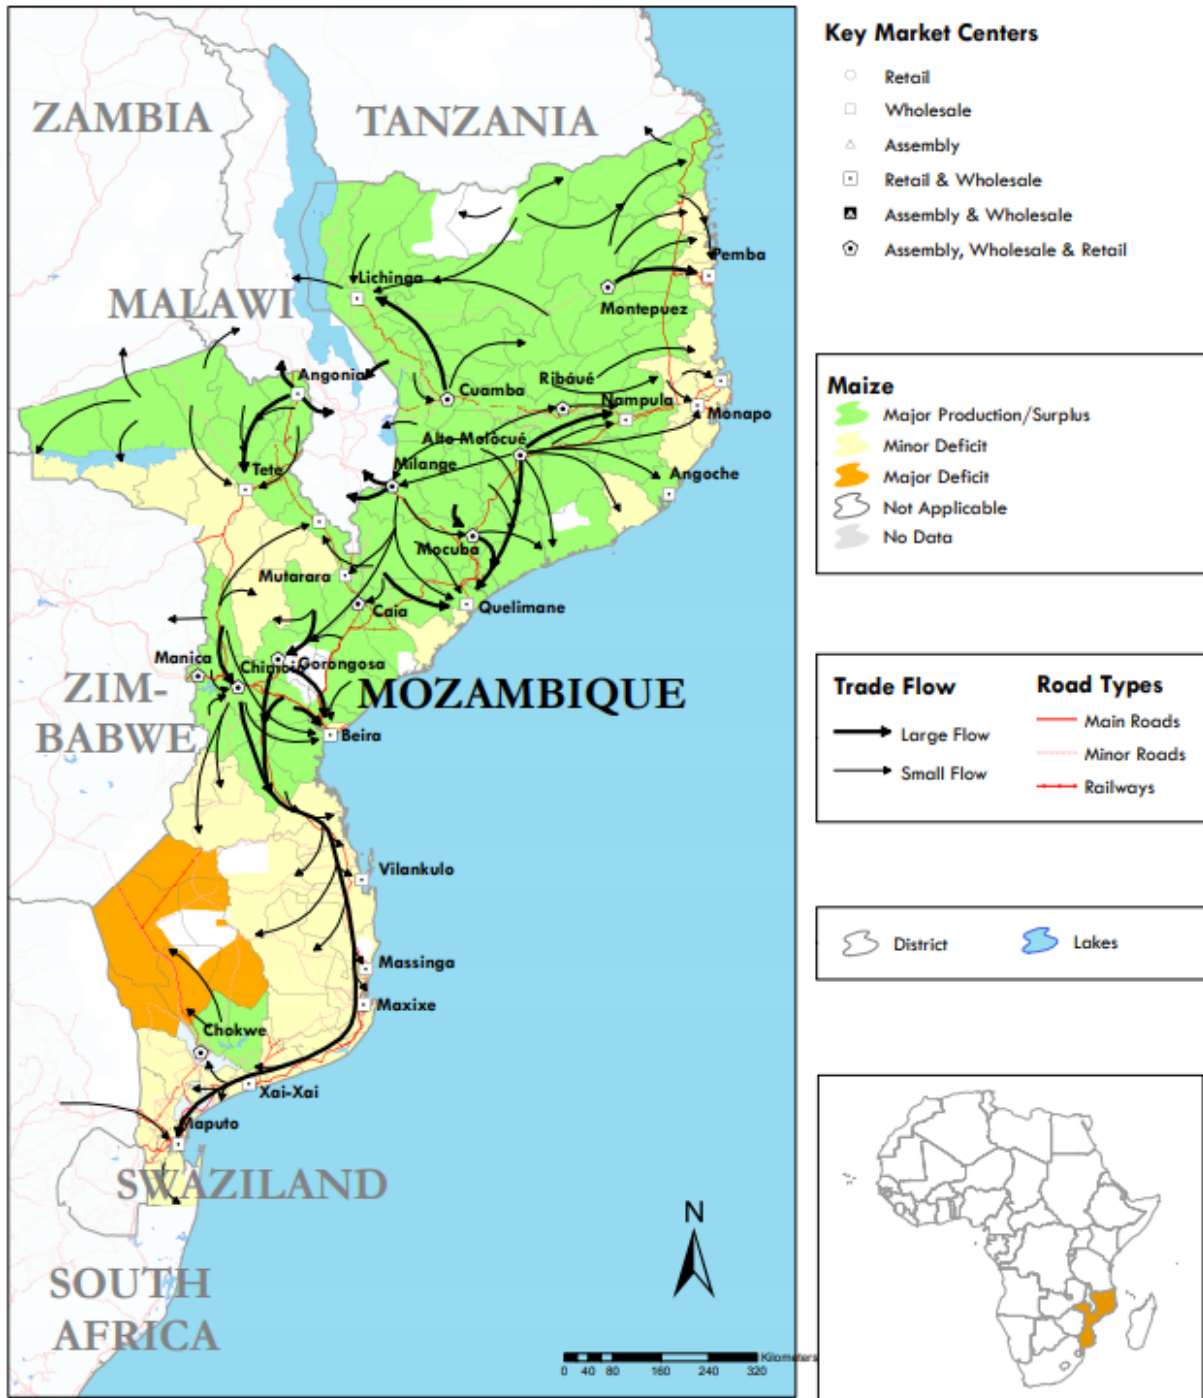 ZAMBIA
TANZANIA
MALAWI
Pemba
Lichinga
Montepuez
Angonia
Cuamba
Ribáué
Nampula
Monapo
Alto Molócué
Milange
Angoche
Tete
Mocuba
Mutarara
Caia
Quelimane
Manica
Chimoio
Gorongosa
MOZAMBIQUE
ZIM-
BABWE
Beira
Vilankulo
Massinga
Maxixe
Chokwe
Xai-Xai
Maputo
SWAZILAND
SOUTH
AFRICA
N
Kilometers
0 40 80 160 240 320
Key Market Centers
Retail
Wholesale
Assembly
Retail & Wholesale
Assembly & Wholesale
Assembly, Wholesale & Retail
Maize
Major Production/Surplus
Minor Deficit
Major Deficit
Not Applicable
No Data
Trade Flow
Large Flow
Small Flow
Road Types
Main Roads
Minor Roads
Railways
District
Lakes